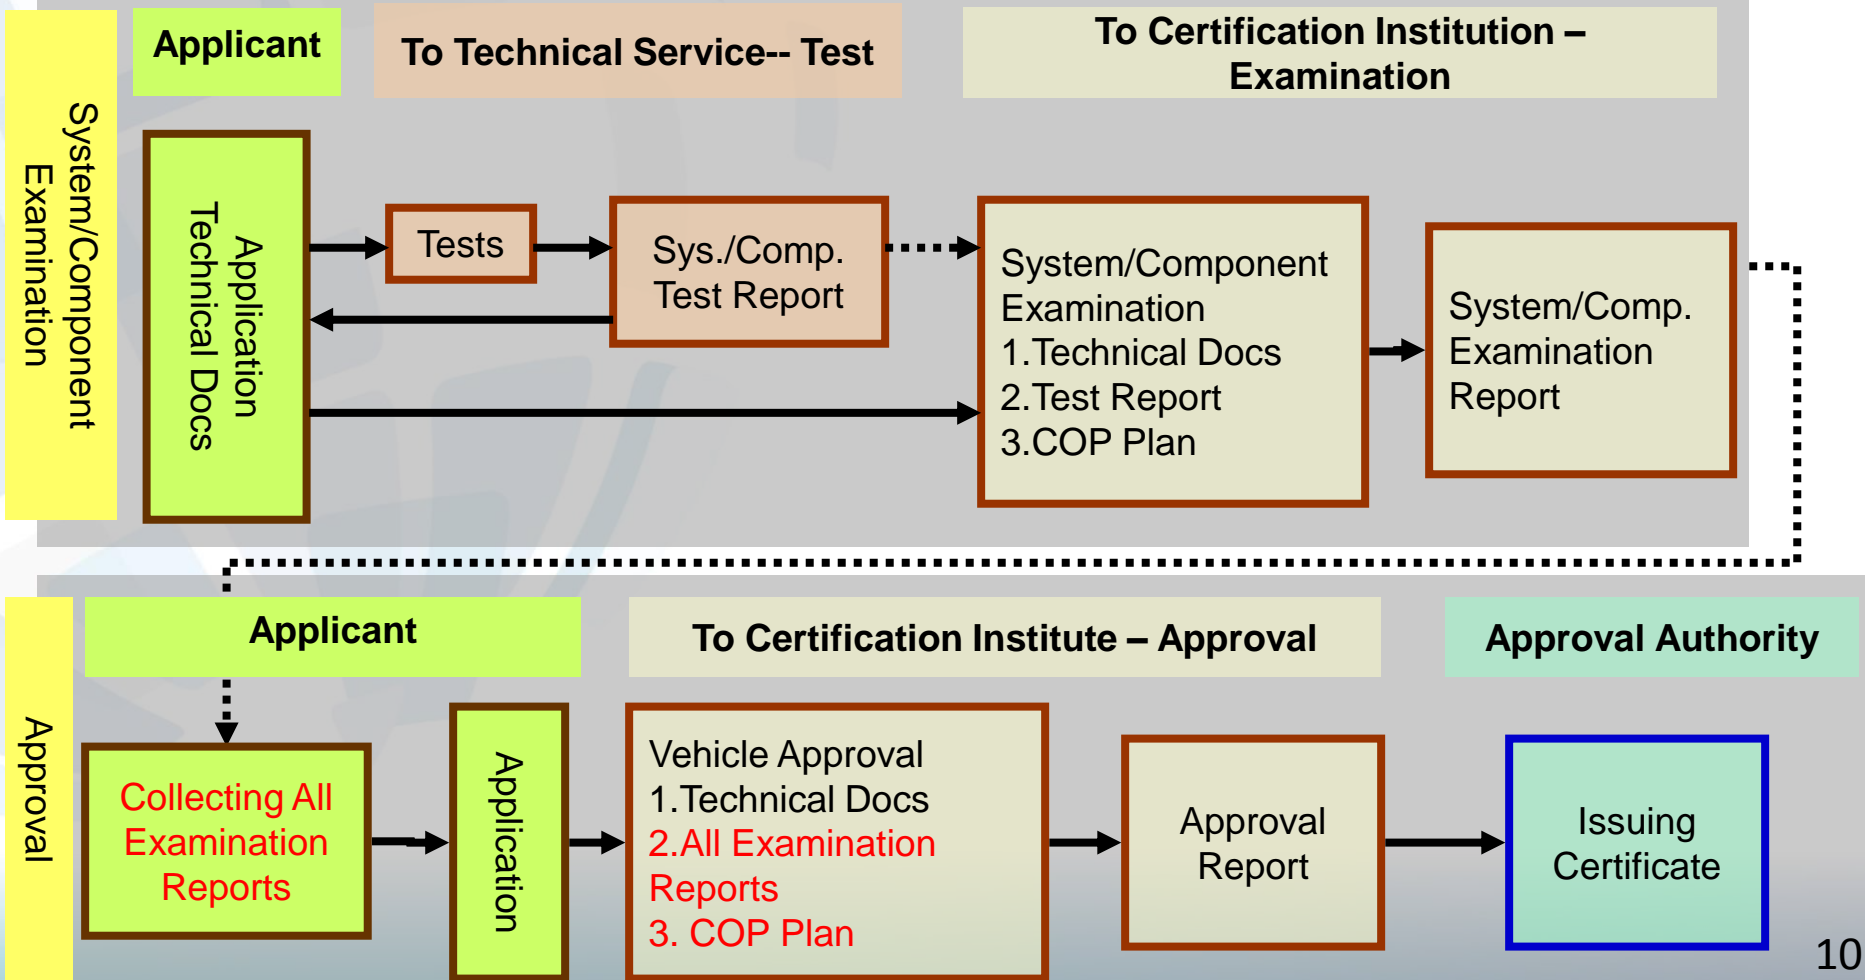 System/Component
Examination
Applicant
To Technical Service-- Test
To Certification Institution –
Examination
Application
Technical Docs
Tests
Sys./Comp.
Test Report
System/Component
Examination
1.Technical Docs
2.Test Report
3.COP Plan
System/Comp.
Examination
Report
Approval
Applicant
To Certification Institute – Approval
Approval Authority
Collecting All
Examination
Reports
Application
Vehicle Approval
1.Technical Docs
2.All Examination
Reports
3. COP Plan
Approval
Report
Issuing
Certificate
10